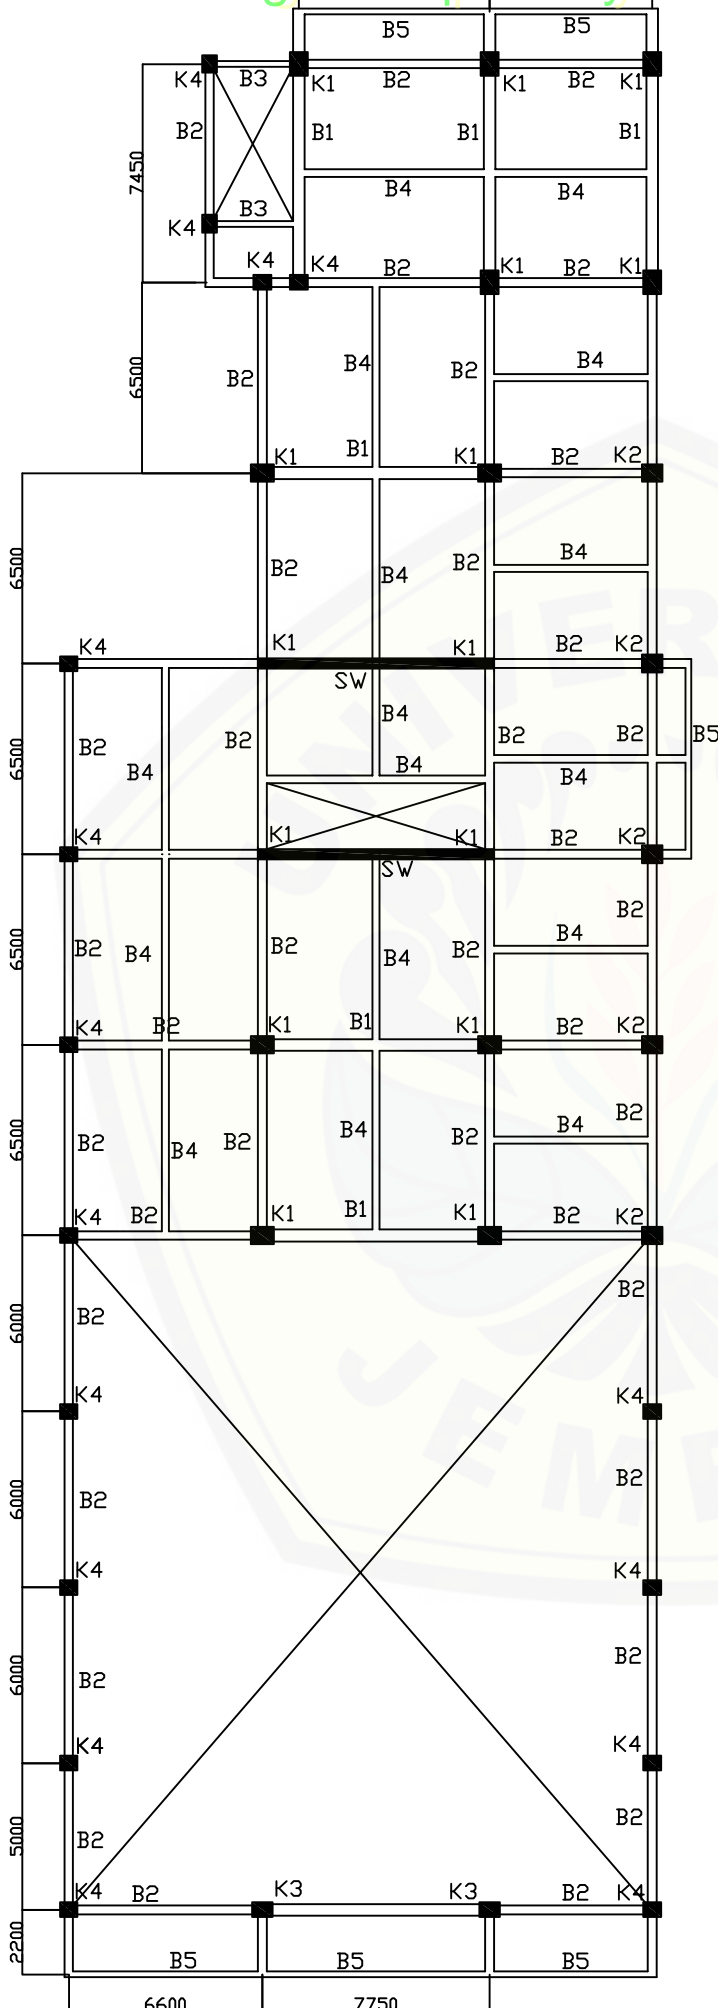 B5 B5
K4 B3 K1 B2 K1 B2 K1
B2 B1 B1 B1
7450
B4 B4
B3
K4
K4 K4 B2 K1 B2 K1
6500 B2 B4 B2 B4
K1 B1 K1 B2 K2
6500 B2 B4 B2 B4
K4 K1 K1 B2 K2
SW
6500 B2 B4 B2 B4 B2 B2 B5
B4 B4
K4 K1 K1 B2 K2
SW
B2
6500 B2 B4 B2 B4 B2 B4
K4 B2 K1 B1 K1 B2 K2
6500 B2 B4 B2 B4 B2 B4 B2
K4 B2 K1 B1 K1 B2 K2
6000 B2 B2
K4 K4
6000 B2 B2
K4 K4
6000 B2 B2
K4 K4
5000 B2 B2
K4 B2 K3 K3 B2 K4
2200 B5 B5 B5
6600 7750
UNIVER
JEM